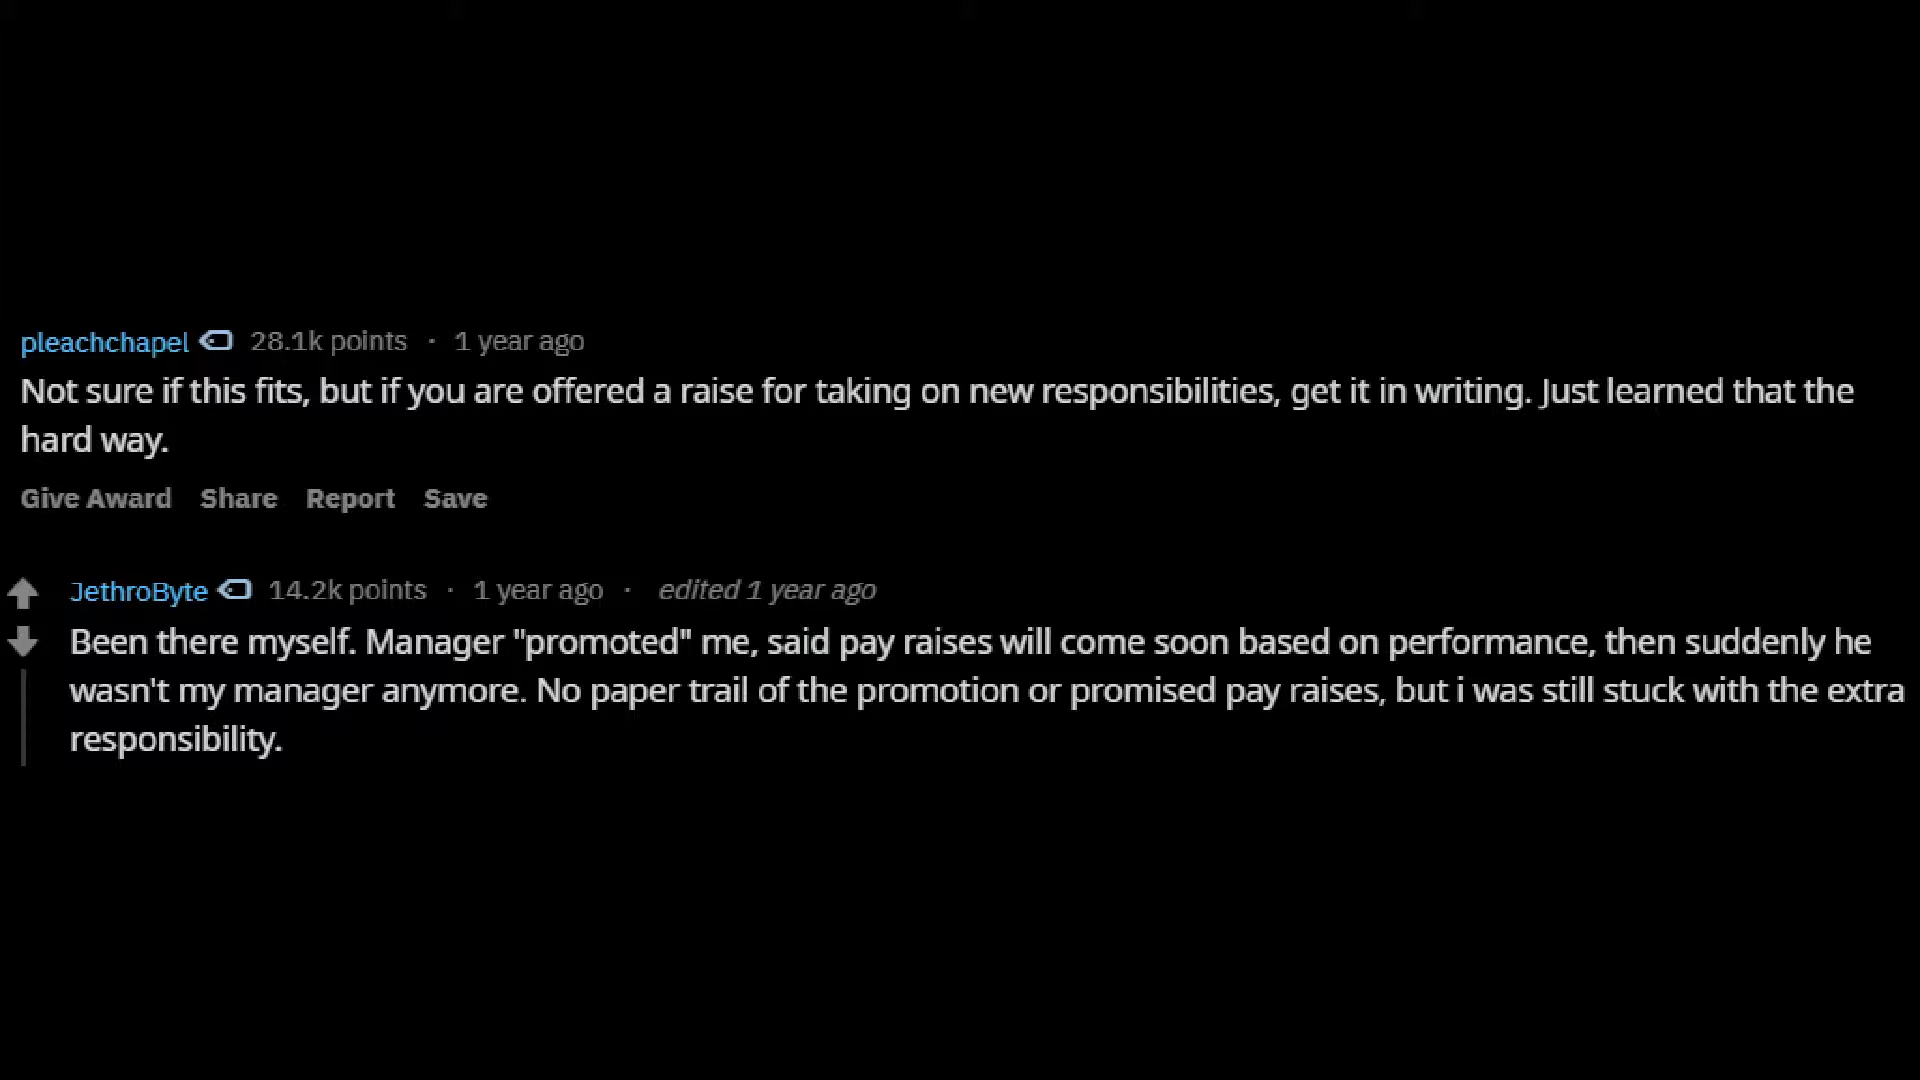 pleachchapel 28.1k points · 1 year ago
Not sure if this fits, but if you are offered a raise for taking on new responsibilities, get it in writing. Just learned that the
hard way.
Give Award Share Report Save
JethroByte 14.2k points · 1 year ago · edited 1 year ago
Been there myself. Manager "promoted" me, said pay raises will come soon based on performance, then suddenly he
wasn't my manager anymore. No paper trail of the promotion or promised pay raises, but i was still stuck with the extra
responsibility.